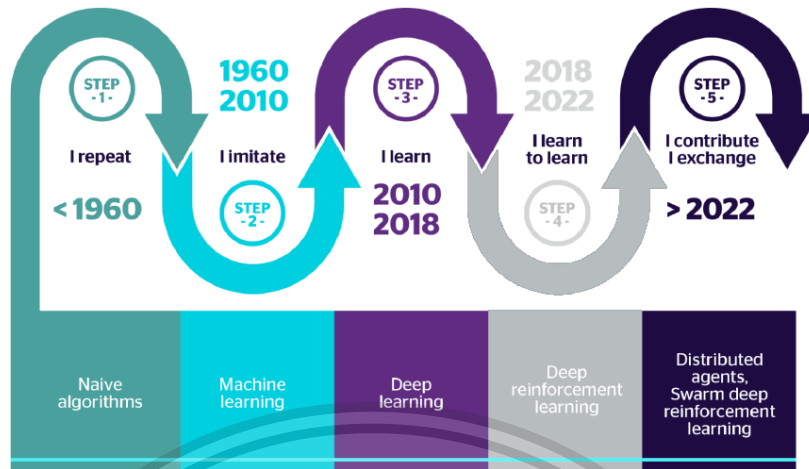 STEP
-1-
I repeat
< 1960
1960
2010
I imitate
STEP
-2-
STEP
-3-
I learn
2010
2018
2018
2022
I learn
to learn
STEP
-4-
STEP
-5-
I contribute
I exchange
> 2022
Naive
algorithms
Machine
learning
Deep
learning
Deep
reinforcement
learning
Distributed
agents,
Swarm deep
reinforcement
learning